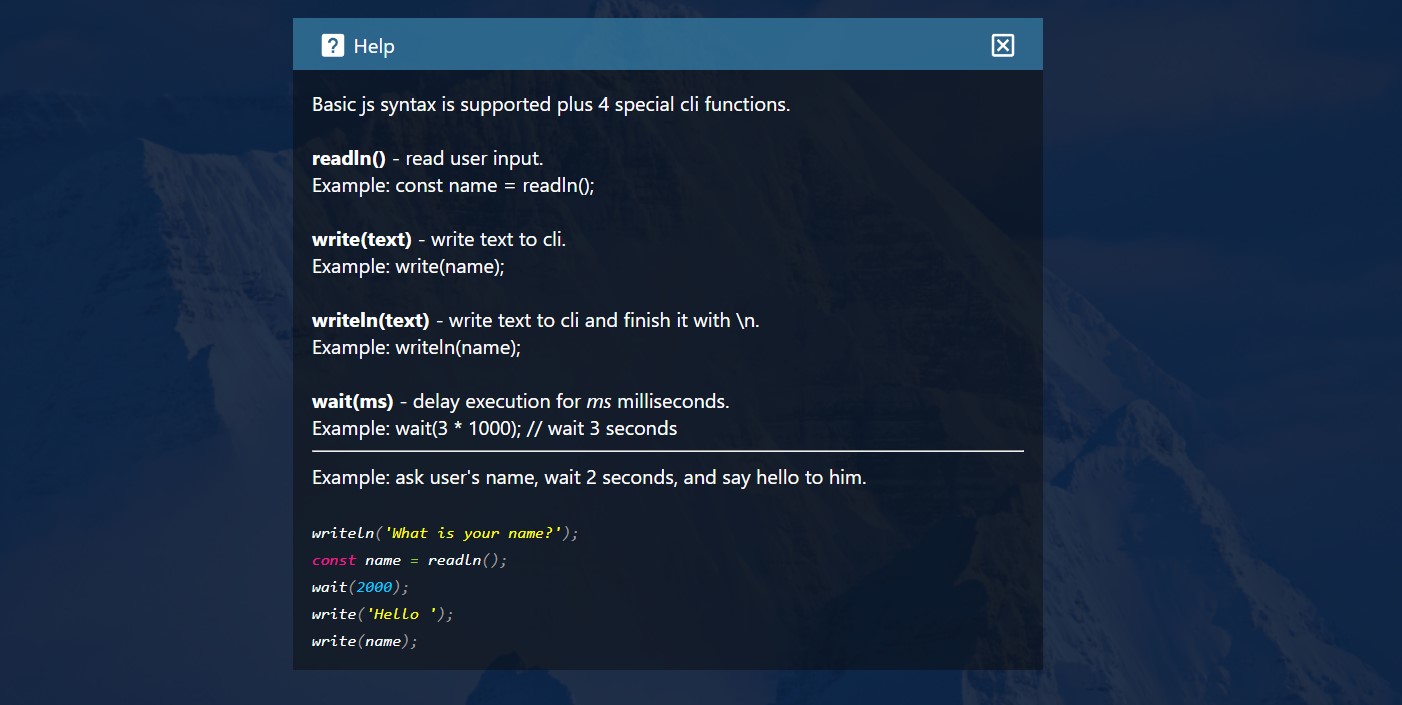 Help
Basic js syntax is supported plus 4 special cli functions.
readln() - read user input.
Example: const name = readln();
write(text) - write text to cli.
Example: write(name);
writeln(text) - write text to cli and finish it with \n.
Example: writeln(name);
wait(ms) - delay execution for ms milliseconds.
Example: wait(3 * 1000); // wait 3 seconds
Example: ask user's name, wait 2 seconds, and say hello to him.
writeln('What is your name?');
const name = readln();
wait(2000);
write('Hello ');
write(name);